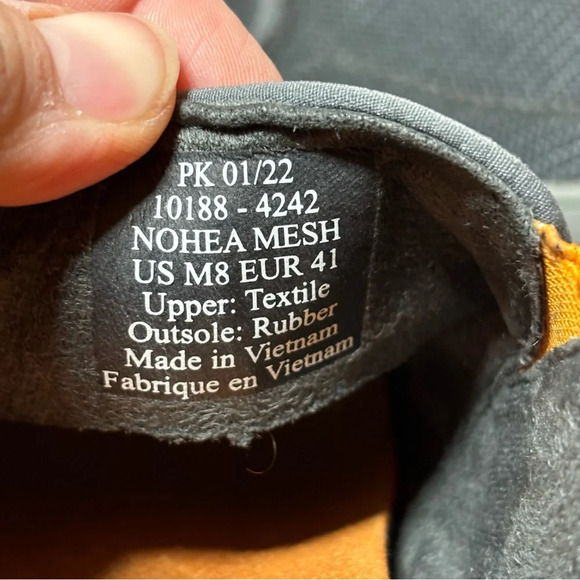 PK 01/22
10188 - 4242
NOHEA MESH
US M8 EUR 41
Upper: Textile
Outsole: Rubber
Made in Vietnam
Fabrique en Vietnam